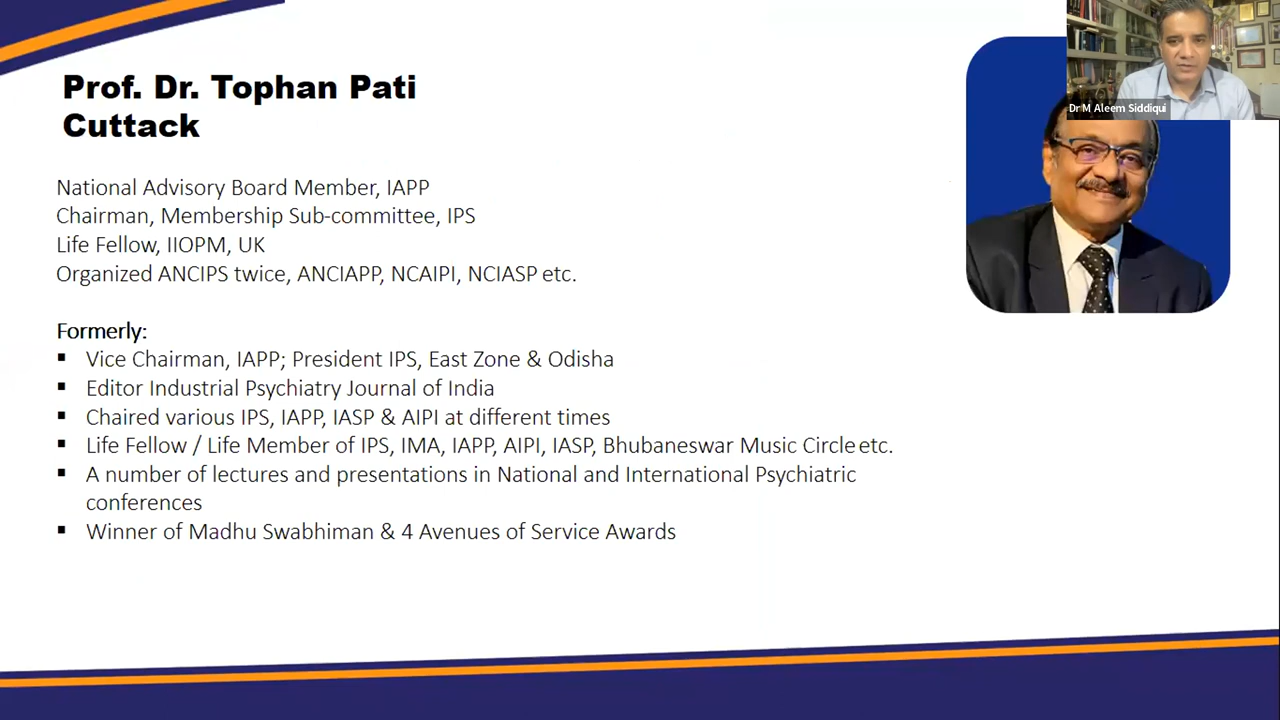 Prof. Dr. Tophan Pati
Cuttack
Dr M Aleem Siddiqui
National Advisory Board Member, IAPP
Chairman, Membership Sub-committee, IPS
Life Fellow, IIOPM, UK
Organized ANCIPS twice, ANCIAPP, NCAIPI, NCIASP etc.
Formerly:
▪ Vice Chairman, IAPP; President IPS, East Zone & Odisha
▪ Editor Industrial Psychiatry Journal of India
▪ Chaired various IPS, IAPP, IASP & AIPI at different times
▪ Life Fellow / Life Member of IPS, IMA, IAPP, AIPI, IASP, Bhubaneswar Music Circle etc.
▪ A number of lectures and presentations in National and International Psychiatric
conferences
▪ Winner of Madhu Swabhiman & 4 Avenues of Service Awards